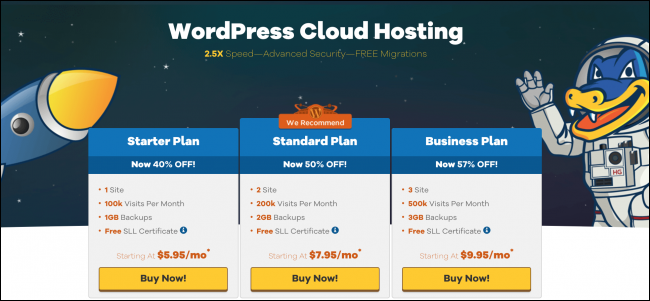 WordPress Cloud Hosting
2.5X Speed—Advanced Security—FREE Migrations
We Recommend
Starter Plan
Now 40% OFF!
• 1 Site
• 100k Visits Per Month
• 1GB Backups
• Free SLL Certificate i
Starting At $5.95/mo*
Buy Now!
Standard Plan
Now 50% OFF!
• 2 Site
• 200k Visits Per Month
• 2GB Backups
• Free SLL Certificate i
Starting At $7.95/mo*
Buy Now!
Business Plan
Now 57% OFF!
• 3 Site
• 500k Visits Per Month
• 3GB Backups
• Free SLL Certificate i
Starting At $9.95/mo*
Buy Now!
HG